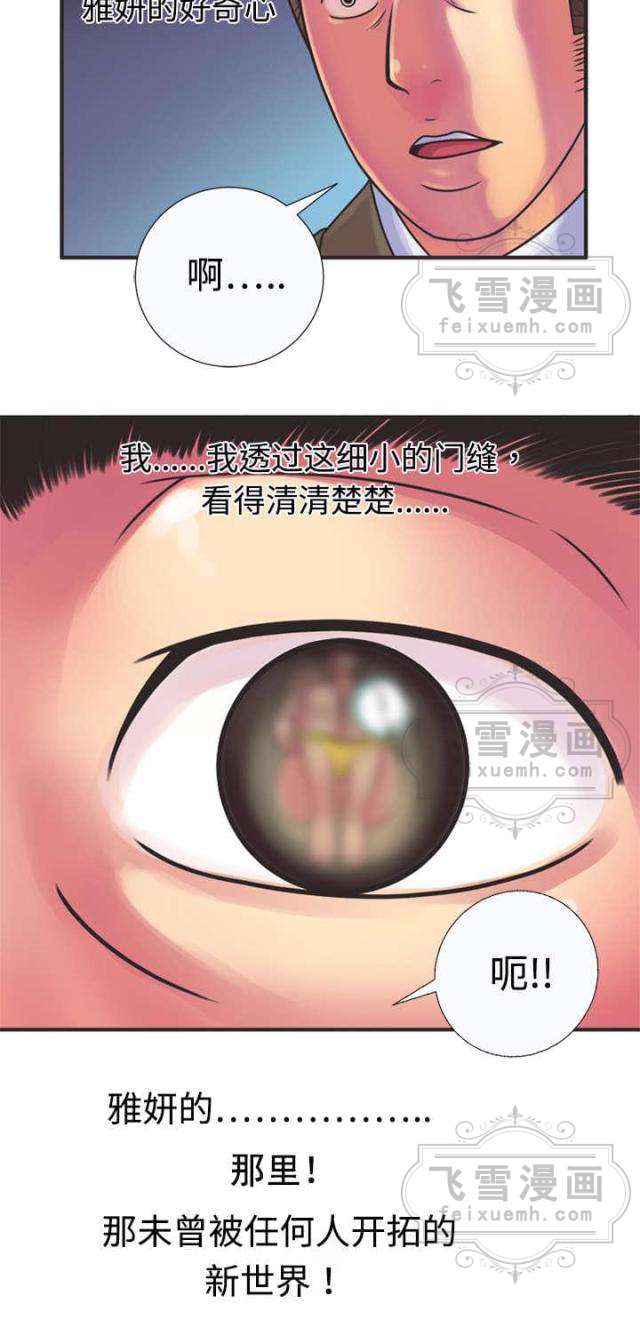 雅妍的好奇心
啊.....
飞雪漫画
feixuemh.com
我......我透过这细小的门缝，
看得清清楚楚......
飞雪漫画
feixuemh.com
呃!!
雅妍的.................
那里！
飞雪漫画
feixuemh.com
那未曾被任何人开拓的
新世界！